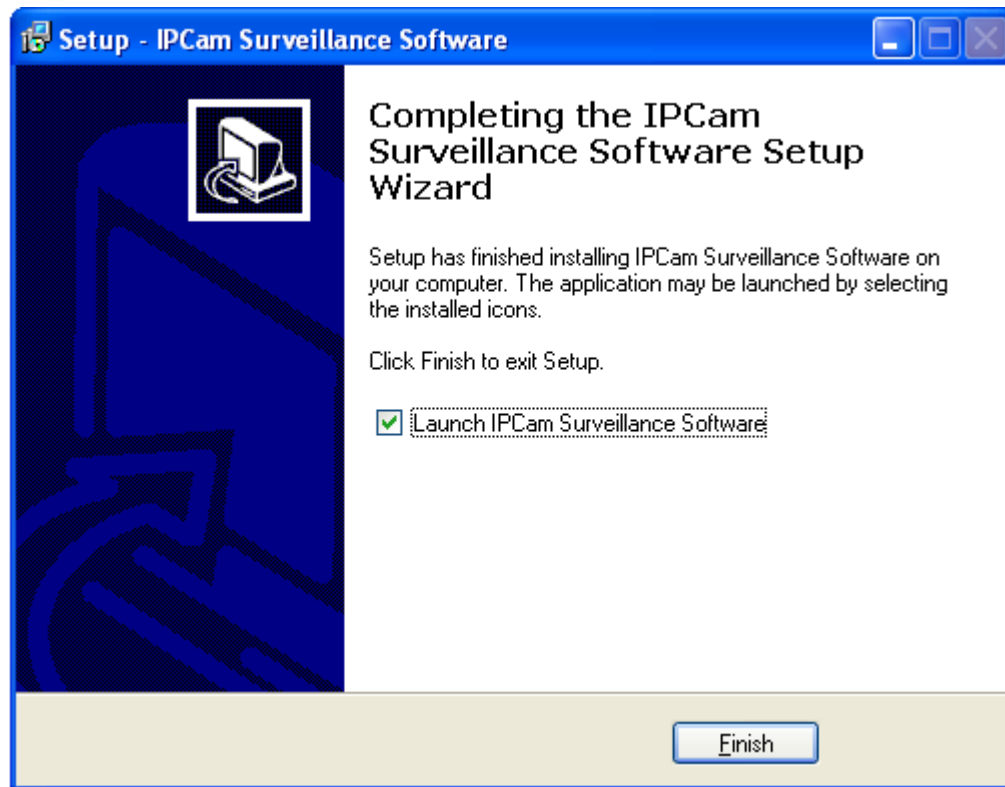 Setup - IPCam Surveillance Software
Completing the IPCam
Surveillance Software Setup
Wizard
Setup has finished installing IPCam Surveillance Software on
your computer. The application may be launched by selecting
the installed icons.
Click Finish to exit Setup.
Launch IPCam Surveillance Software
Finish